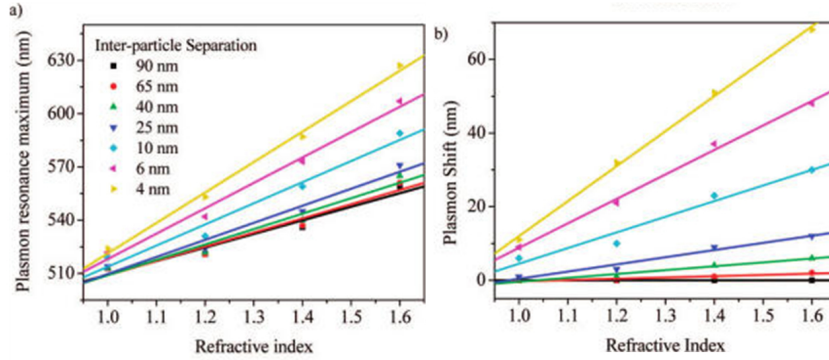 a)
Plasmon resonance maximum (nm)
630
600
570
540
510
Inter-particle Separation
90 nm
65 nm
40 nm
25 nm
10 nm
6 nm
4 nm
1.0 1.1 1.2 1.3 1.4 1.5 1.6
Refractive index
b)
Plasmon Shift (nm)
60
40
20
0
1.0 1.1 1.2 1.3 1.4 1.5 1.6
Refractive Index